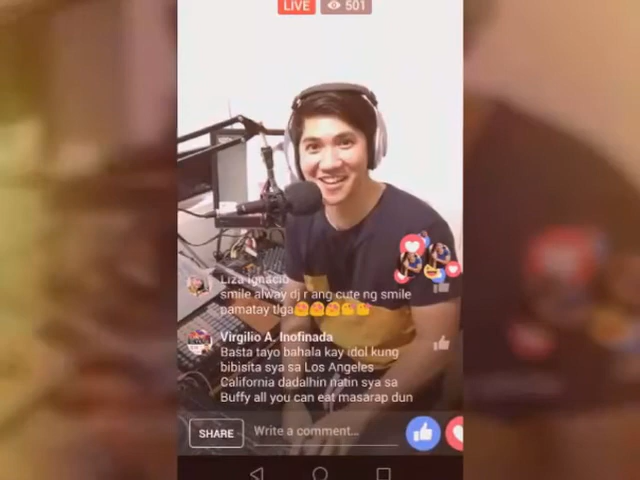 LIVE 501
Liza Ignacio
smile alway dj r ang cute ng smile
pamatay tlga
Virgilio A. Inofinada
Basta tayo bahala kay idol kung
bibisita sya sa Los Angeles
California dadalhin natin sya sa
Buffy all you can eat masarap dun
SHARE Write a comment...